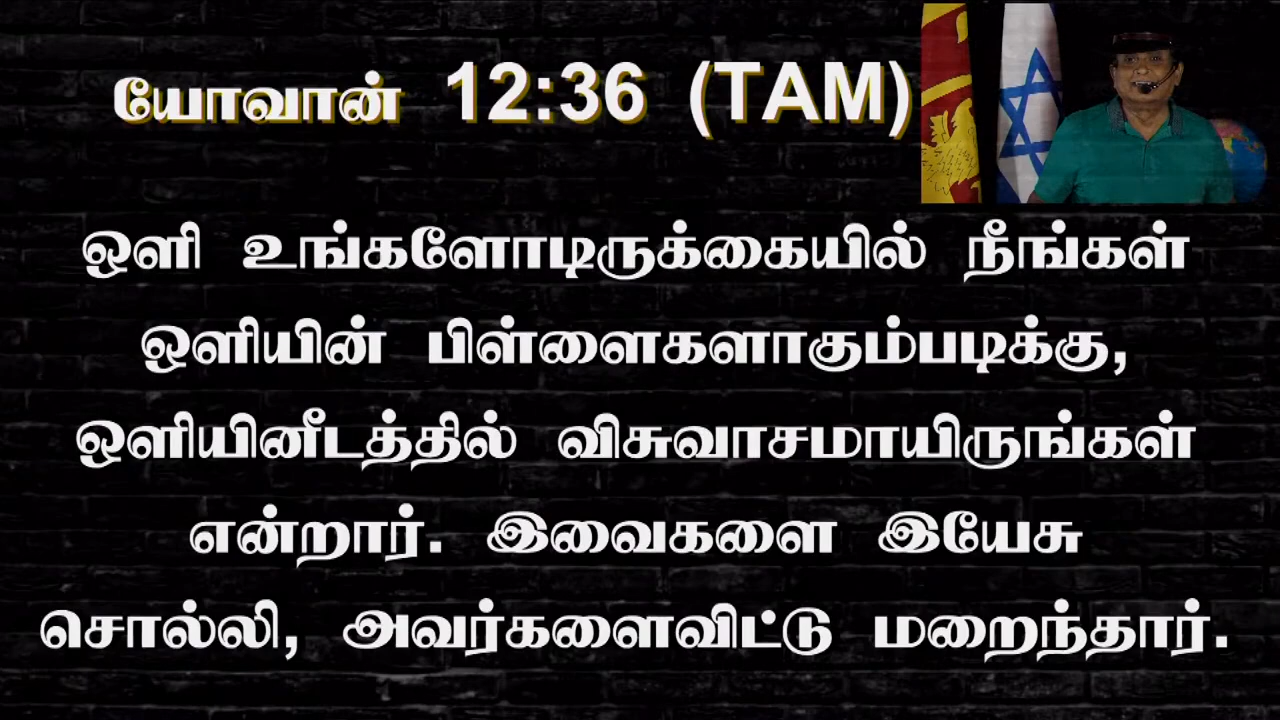 யோவான் 12:36 (TAM)
ஒளி உங்களோடிருக்கையில் நீங்கள்
ஒளியின் பிள்ளைகளாகும்படிக்கு,
ஒளியினீடத்தில் விசுவாசமாயிருங்கள்
என்றார். இவைகளை இயேசு
சொல்லி, அவர்களைவிட்டு மறைந்தார்.